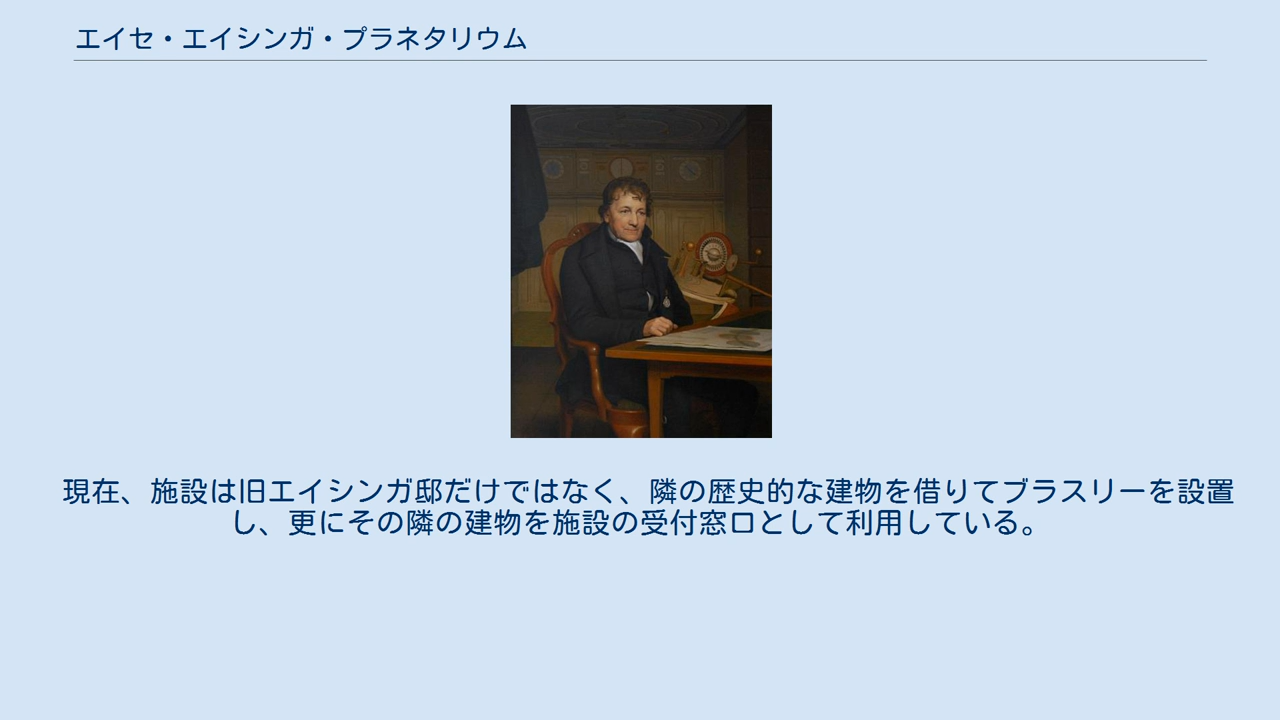 エイセ・エイシンガ・プラネタリウム
現在、施設は旧エイシンガ邸だけではなく、隣の歴史的な建物を借りてブラスリーを設置
し、更にその隣の建物を施設の受付窓口として利用している。